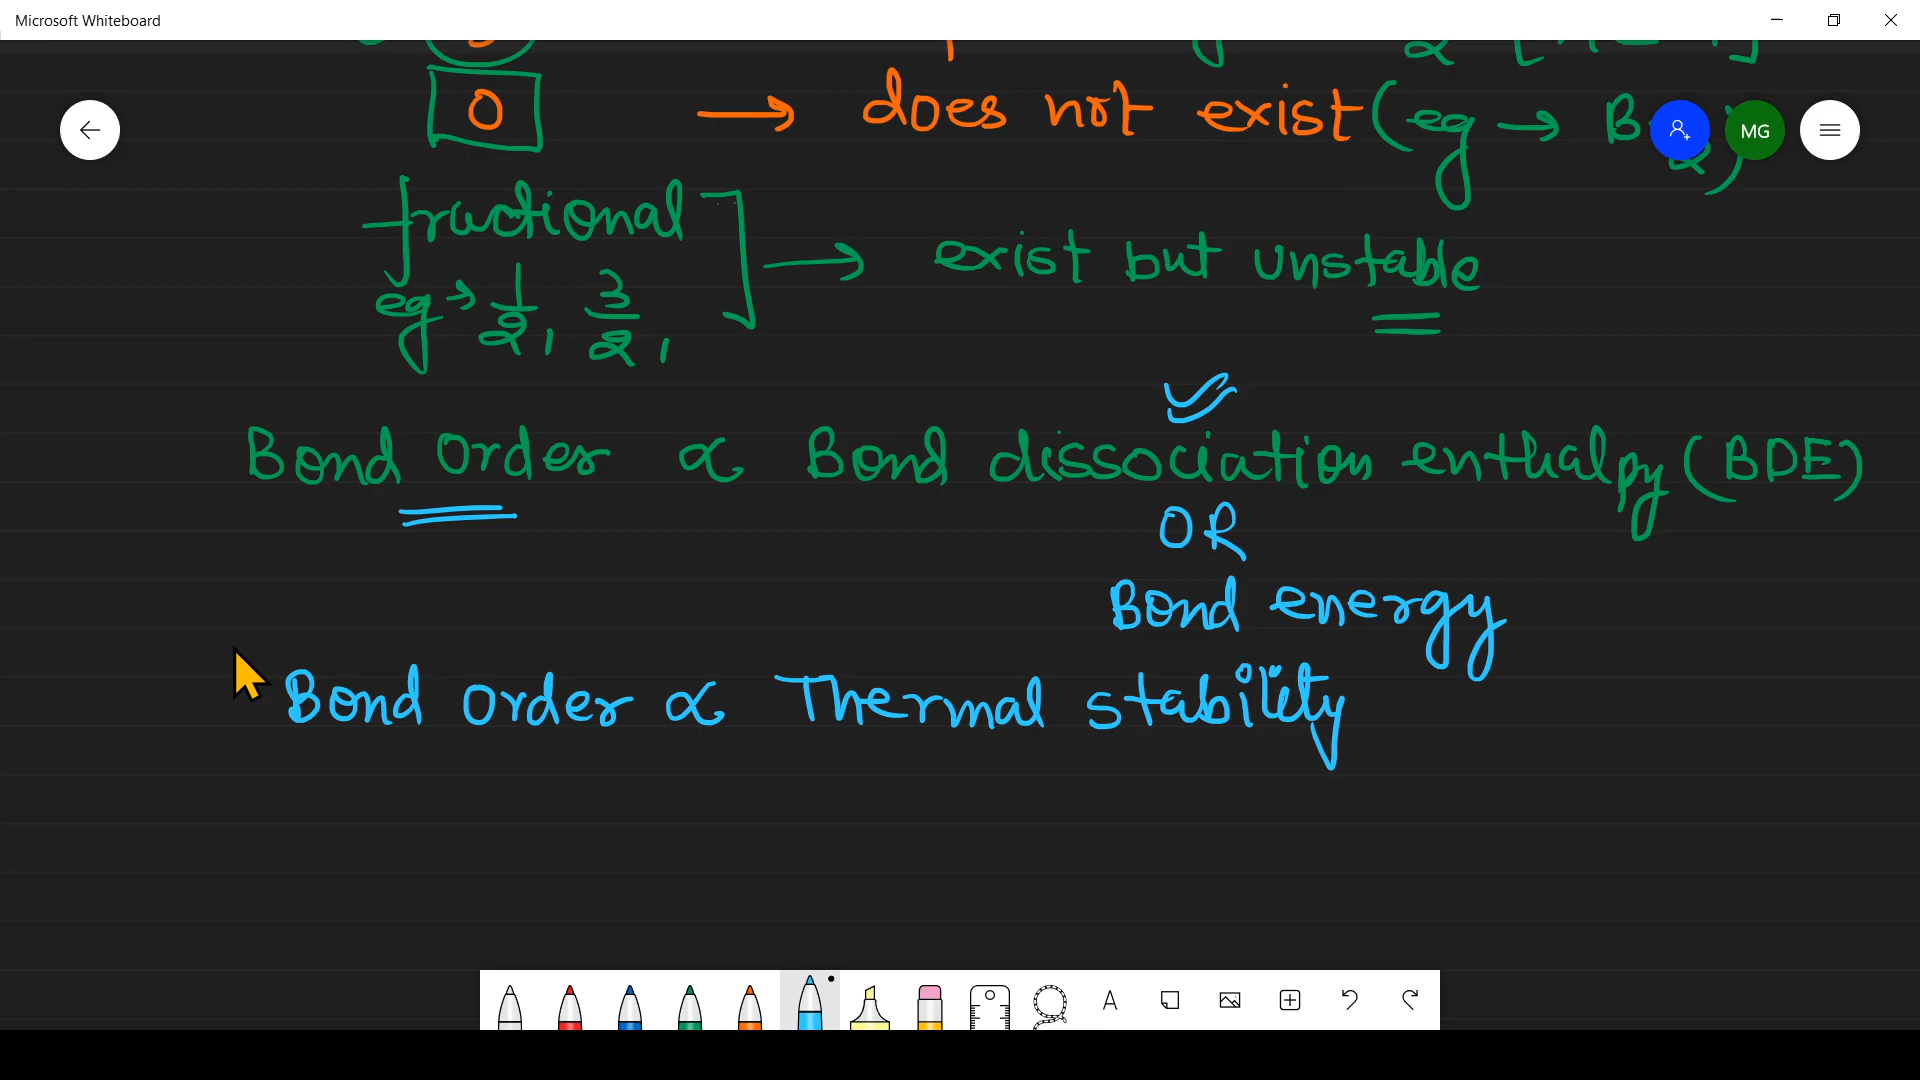 Microsoft Whiteboard
0 → does not exist (eg → B 2)
MG
fractional
eg → 1/2, 3/2,
] → exist but unstable
Bond order ∝ Bond dissociation enthalpy (BDE)
OR
Bond energy
Bond order ∝ Thermal stability